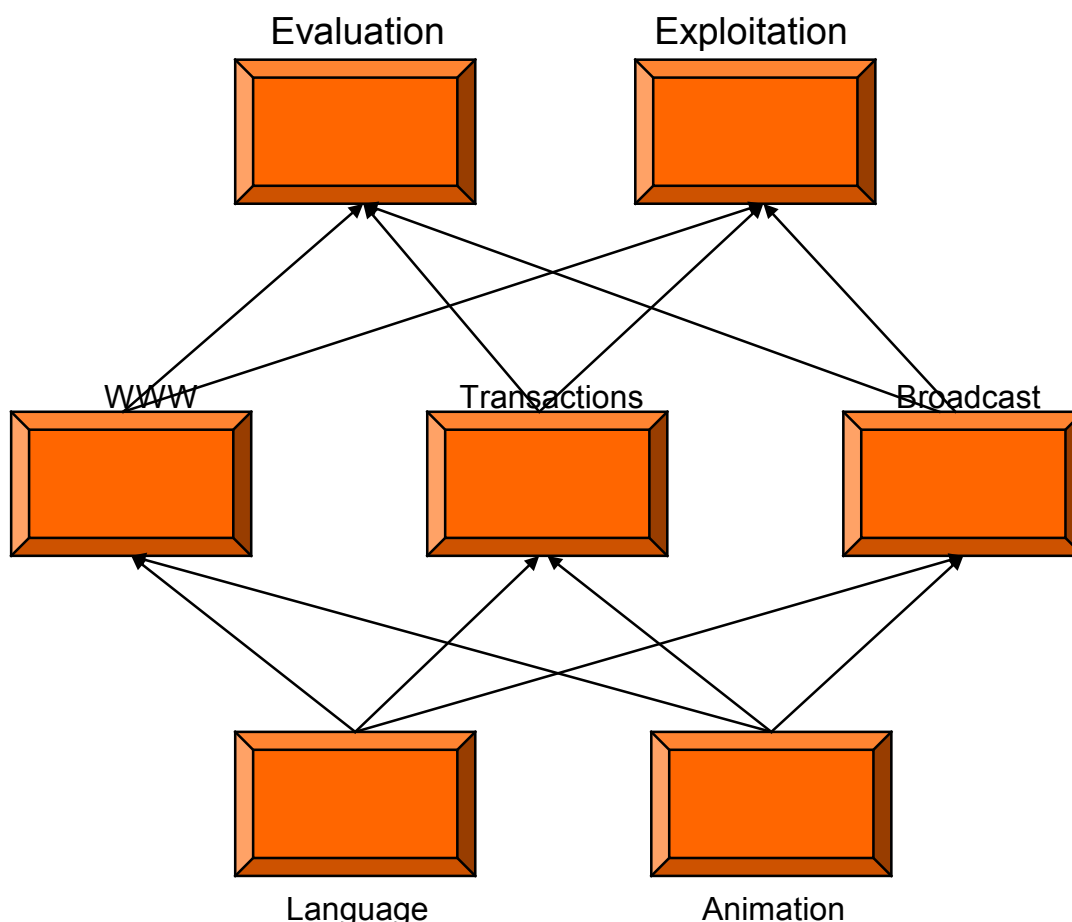 Evaluation
Exploitation
WWW
Transactions
Broadcast
Language
Animation